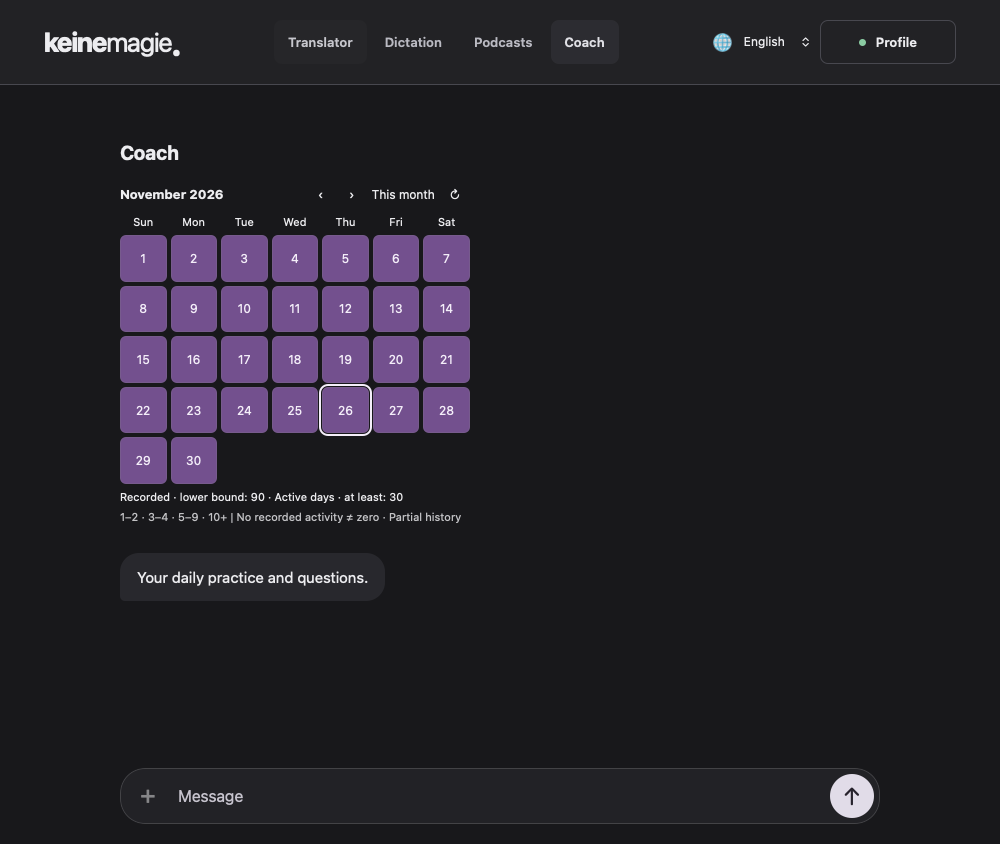 keinemagie.
Translator Dictation Podcasts Coach
English
Profile
Coach
November 2026 ‹ › This month ↻
Sun Mon Tue Wed Thu Fri Sat
1 2 3 4 5 6 7
8 9 10 11 12 13 14
15 16 17 18 19 20 21
22 23 24 25 26 27 28
29 30
Recorded · lower bound: 90 · Active days · at least: 30
1–2 · 3–4 · 5–9 · 10+ | No recorded activity ≠ zero · Partial history
Your daily practice and questions.
+ Message